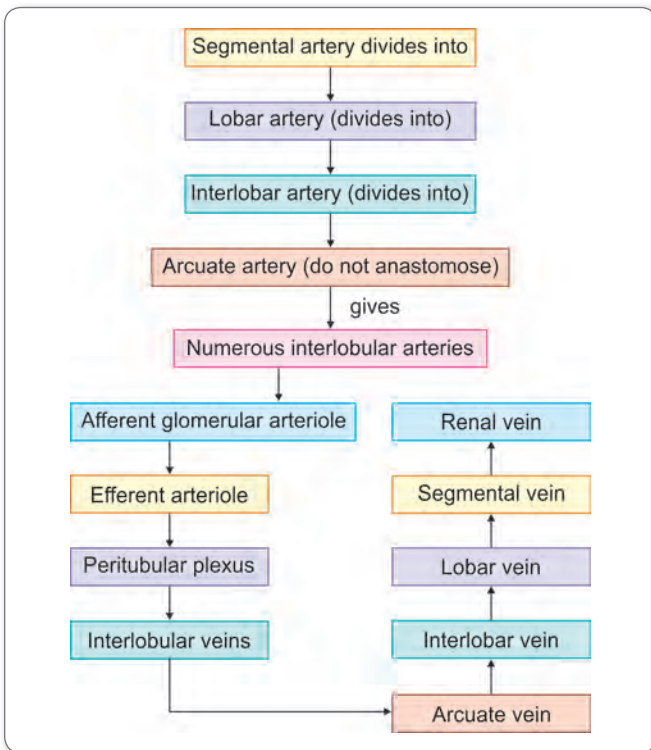 Segmental artery divides into
Lobar artery (divides into)
Interlobar artery (divides into)
Arcuate artery (do not anastomose)
gives
Numerous interlobular arteries
Afferent glomerular arteriole
Efferent arteriole
Peritubular plexus
Interlobular veins
Arcuate vein
Interlobar vein
Lobar vein
Segmental vein
Renal vein